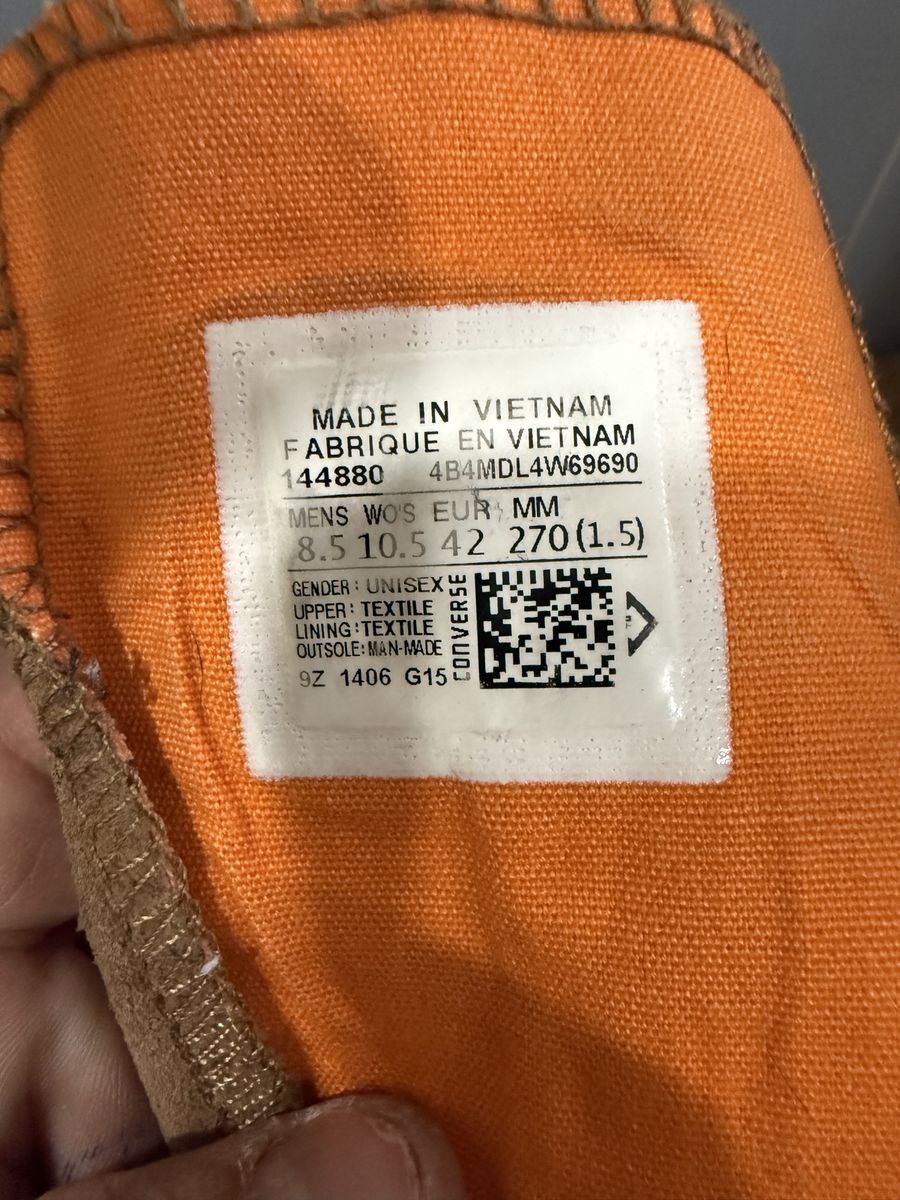 MADE IN VIETNAM
FABRIQUE EN VIETNAM
144880 4B4MDL4W69690
MENS WO'S EUR MM
8.5 10.5 42 270 (1.5)
GENDER: UNISEX
UPPER: TEXTILE
LINING: TEXTILE
OUTSOLE: MAN-MADE
9Z 1406 G15
CONVERSE
TM